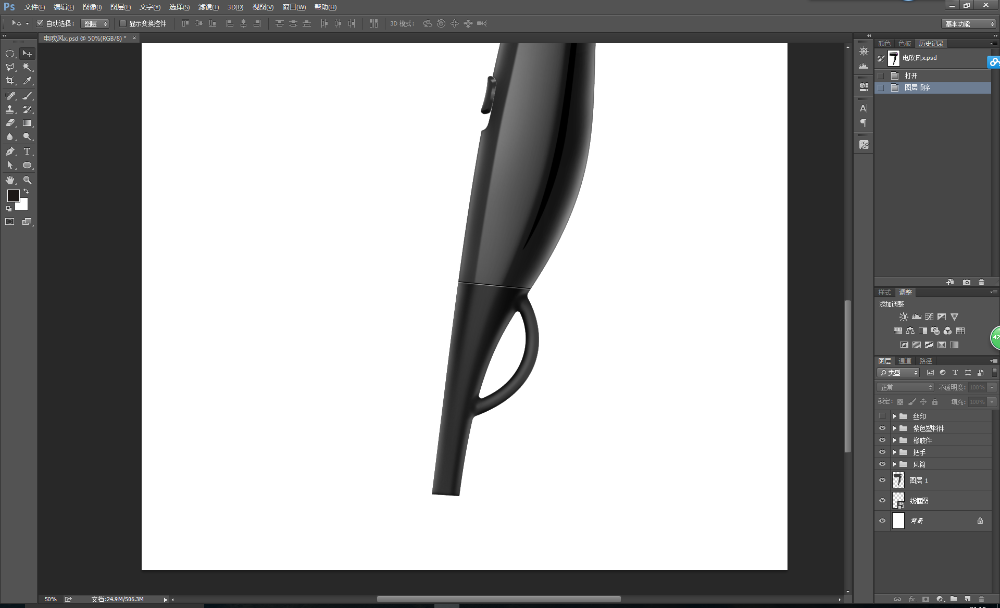 Ps 文件(F) 编辑(E) 图像(I) 图层(L) 文字(Y) 选择(S) 滤镜(T) 3D(D) 视图(V) 窗口(W) 帮助(H)
自动选择： 图层 显示变换控件 3D 模式： 基本功能
电吹风x.psd @ 50%(RGB/8) * ×
颜色 色板 历史记录
电吹风x.psd
打开
图层顺序
样式 调整
添加调整
42
图层 通道 路径
类型
正常 不透明度： 100%
锁定： 填充： 100%
丝印
紫色塑料件
橡胶件
把手
风筒
图层 1
线框图
背景
50% 文档:24.9M/506.3M